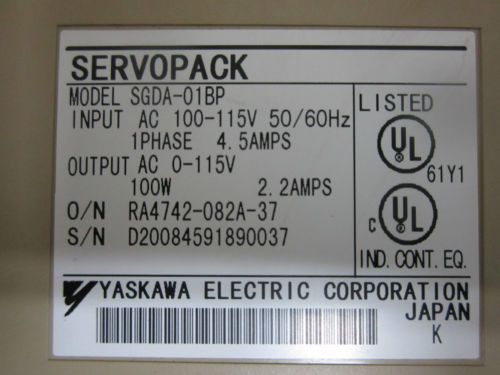 SERVOPACK
MODEL SGDA-01BP
INPUT AC 100-115V 50/60Hz
1PHASE 4.5AMPS
OUTPUT AC 0-115V
100W 2.2AMPS
O/N RA4742-082A-37
S/N D20084591890037
LISTED
UL
61Y1
C UL
IND. CONT. EQ.
YASKAWA ELECTRIC CORPORATION
JAPAN
K